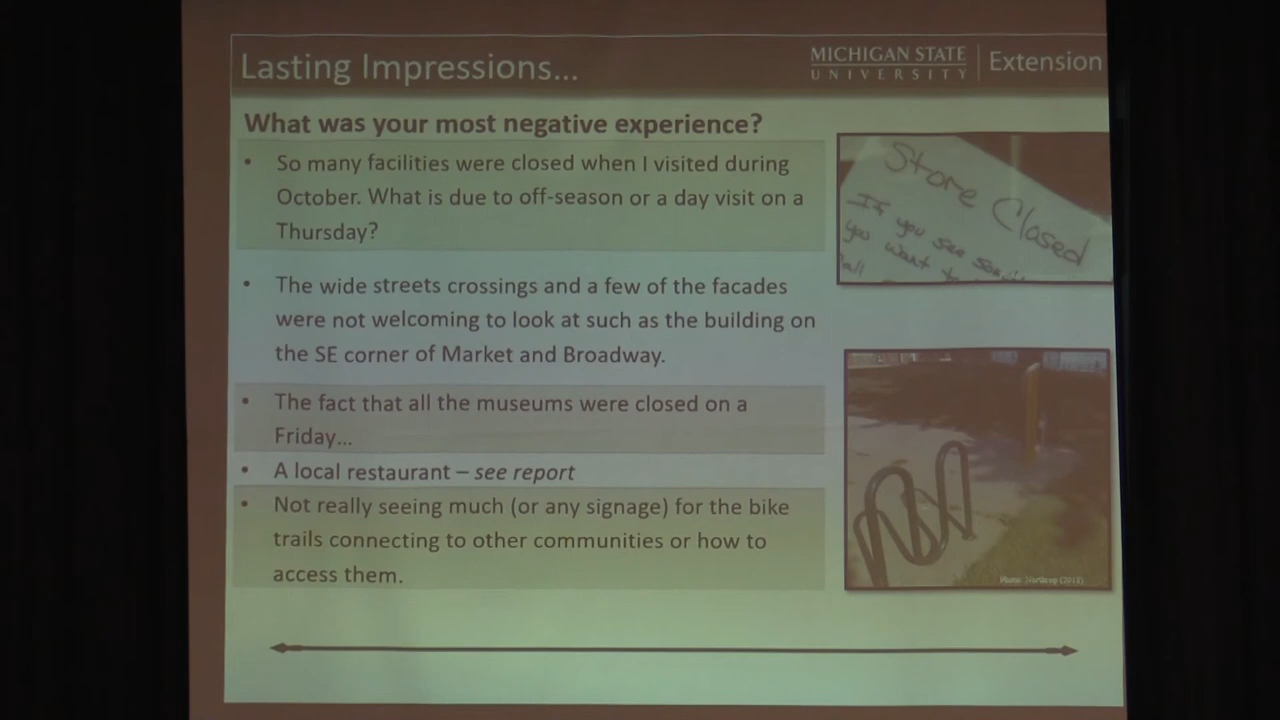 Lasting Impressions...
MICHIGAN STATE
UNIVERSITY
Extension
What was your most negative experience?
• So many facilities were closed when I visited during
October. What is due to off-season or a day visit on a
Thursday?
• The wide streets crossings and a few of the facades
were not welcoming to look at such as the building on
the SE corner of Market and Broadway.
• The fact that all the museums were closed on a
Friday...
• A local restaurant – see report
• Not really seeing much (or any signage) for the bike
trails connecting to other communities or how to
access them.
Store Closed
If you see
you want to
Photo: Northrop (2018)